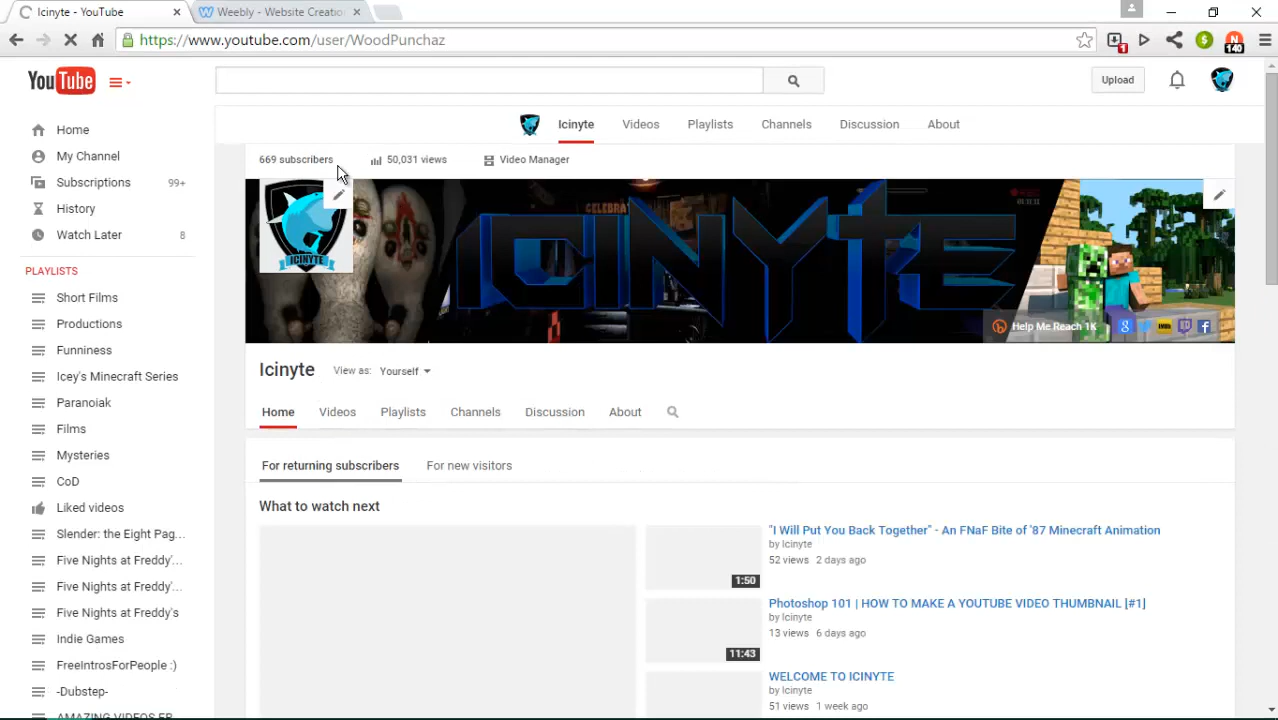 Icinyte - YouTube
Weebly - Website Creatio
https://www.youtube.com/user/WoodPunchaz
1
140
YouTube
Upload
Icinyte Videos Playlists Channels Discussion About
Home
My Channel
Subscriptions 99+
History
Watch Later 8
PLAYLISTS
Short Films
Productions
Funniness
Icey's Minecraft Series
Paranoiak
Films
Mysteries
CoD
Liked videos
Slender: the Eight Pag...
Five Nights at Freddy'...
Five Nights at Freddy'...
Five Nights at Freddy's
Indie Games
FreeIntrosForPeople :)
-Dubstep-
669 subscribers
50,031 views
Video Manager
CELEBRAT
ICINYTE
ICINYTE
Help Me Reach 1K
Icinyte
View as: Yourself
Home Videos Playlists Channels Discussion About
For returning subscribers
For new visitors
What to watch next
"I Will Put You Back Together" - An FNaF Bite of '87 Minecraft Animation
by Icinyte
52 views 2 days ago
1:50
Photoshop 101 | HOW TO MAKE A YOUTUBE VIDEO THUMBNAIL [#1]
by Icinyte
13 views 6 days ago
11:43
WELCOME TO ICINYTE
by Icinyte
51 views 1 week ago